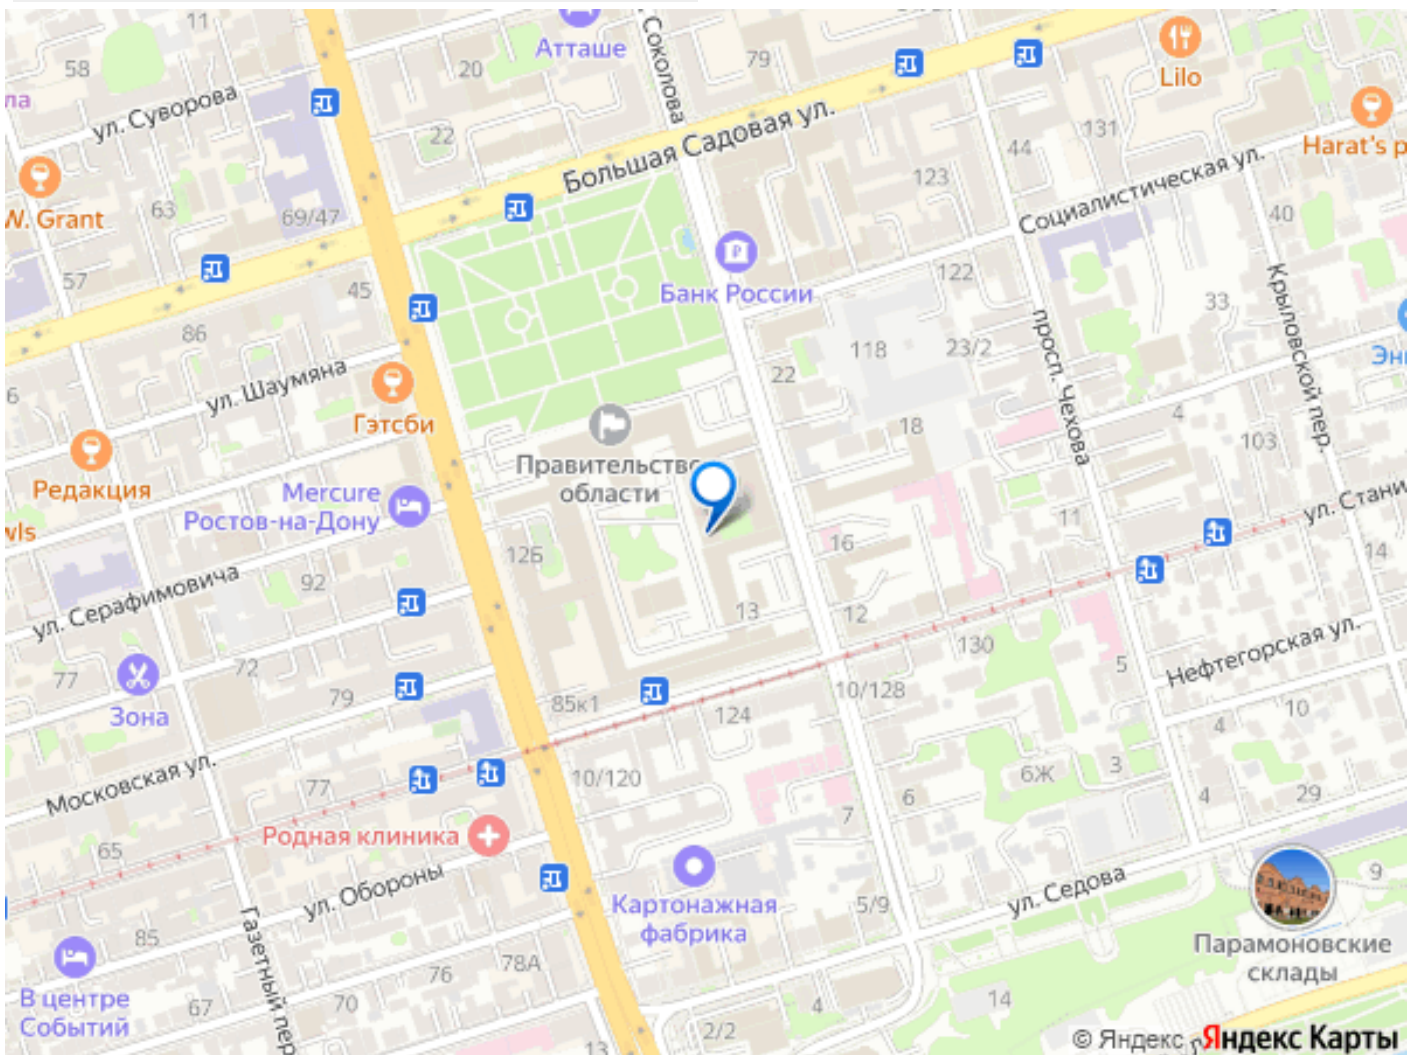 11
Атташе
Соколова
79
58
20
Lilo
ла
ул. Суворова
22
Большая Садовая ул.
44
131
Harat's p
123
Социалистическая ул.
W. Grant
63
69/47
40
57
45
Банк России
122
Крыловской пер.
33
86
118
23/2
просп. Чехова
Энг
6
ул. Шаумяна
22
Гэтсби
4
18
103
Правительство
области
Редакция
Mercure
Ростов-на-Дону
wls
ул. Стани
11
12Б
16
14
ул. Серафимовича
92
13
12
130
Нефтегорская ул.
77
72
5
Зона
79
85к1
124
10/128
10
4
Московская ул.
77
10/120
6Ж
3
6
4
29
7
Родная клиника
65
ул. Обороны
9
ул. Седова
Картонажная
фабрика
5/9
85
Газетный пер
Парамоновские
склады
76
78А
В центре
Событий
67
70
4
14
2/2
13
© Яндекс Яндекс Карты